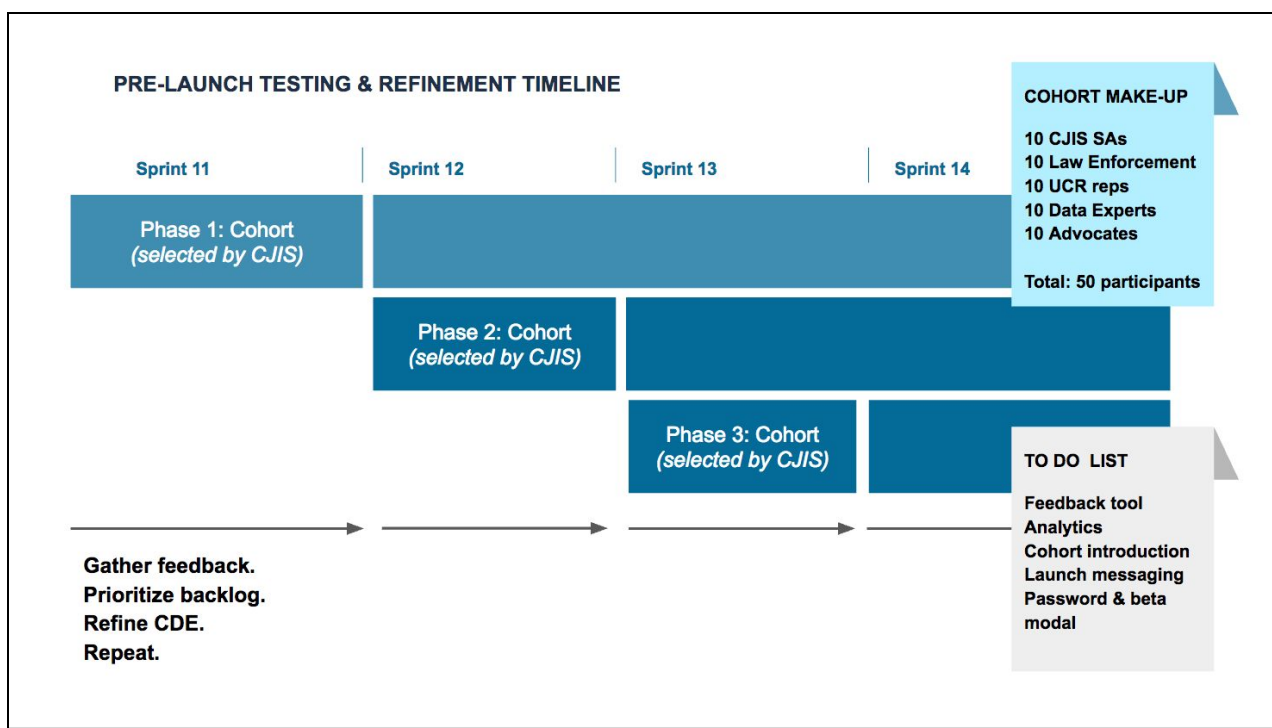 PRE-LAUNCH TESTING & REFINEMENT TIMELINE
Sprint 11
Sprint 12
Sprint 13
Sprint 14
Phase 1: Cohort
(selected by CJIS)
Phase 2: Cohort
(selected by CJIS)
Phase 3: Cohort
(selected by CJIS)
Gather feedback.
Prioritize backlog.
Refine CDE.
Repeat.
COHORT MAKE-UP
10 CJIS SAs
10 Law Enforcement
10 UCR reps
10 Data Experts
10 Advocates
Total: 50 participants
TO DO LIST
Feedback tool
Analytics
Cohort introduction
Launch messaging
Password & beta
modal